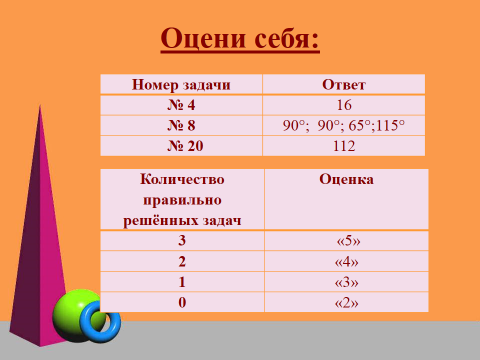 Оцени себя:
Номер задачи Ответ
№ 4 16
№ 8 90°; 90°; 65°;115°
№ 20 112
Количество правильно решённых задач Оценка
3 «5»
2 «4»
1 «3»
0 «2»